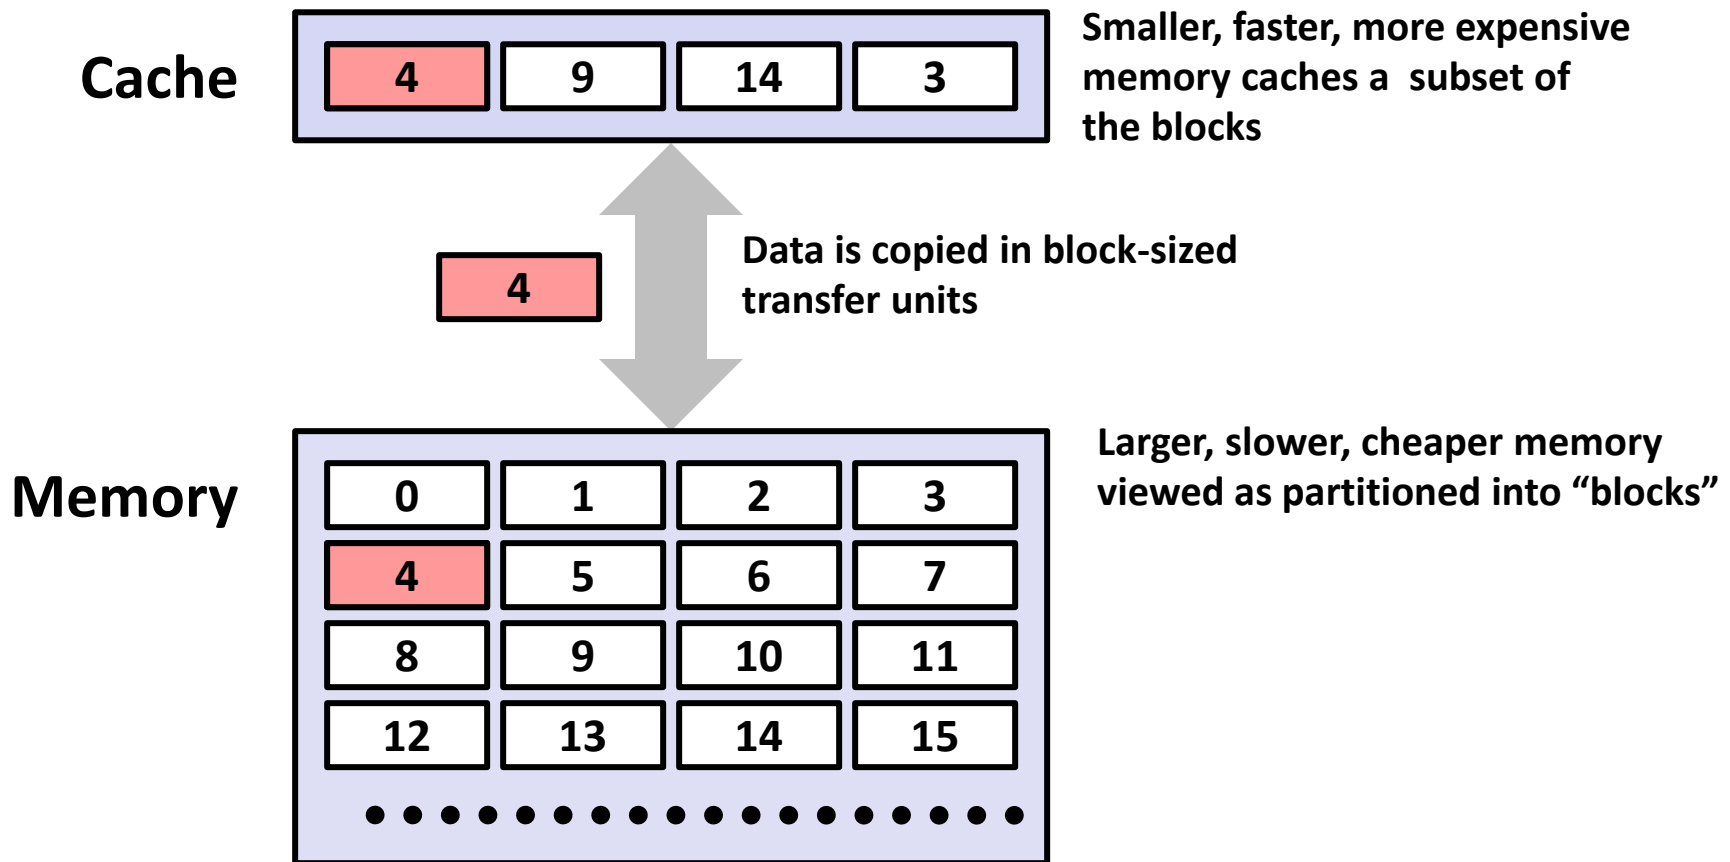 Cache
4 9 14 3
Smaller, faster, more expensive
memory caches a  subset of
the blocks
4
Data is copied in block-sized
transfer units
Memory
Larger, slower, cheaper memory
viewed as partitioned into “blocks”
0 1 2 3
4 5 6 7
8 9 10 11
12 13 14 15